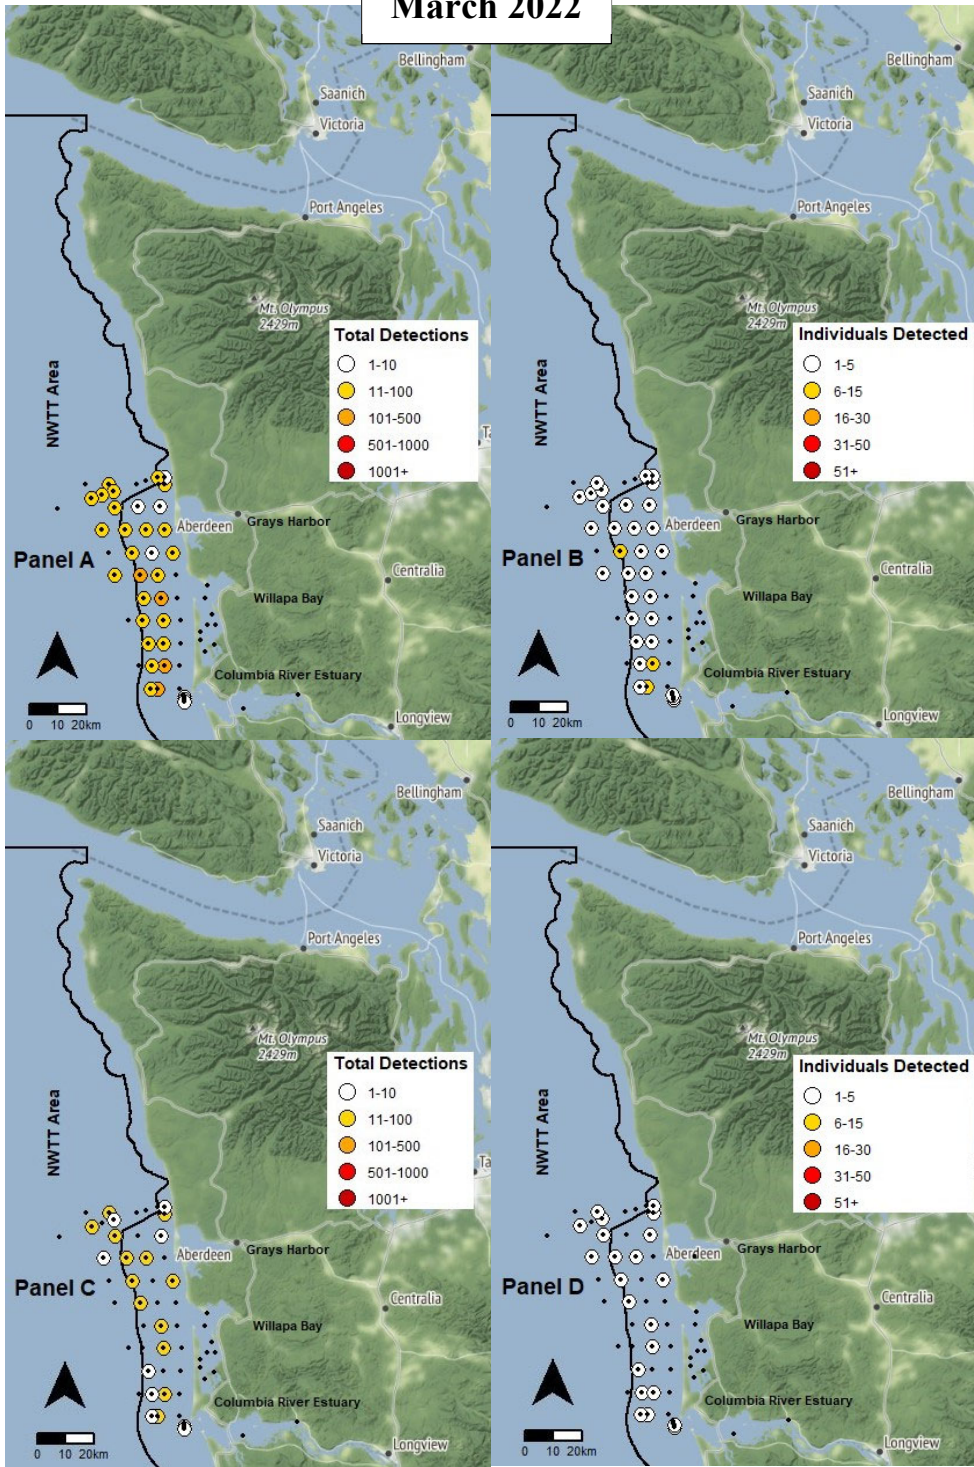 March 2022
Bellingham
Saanich
Victoria
Port Angeles
Mt. Olympus
2429m
Total Detections
1-10
11-100
101-500
501-1000
1001+
NWTT Area
Aberdeen
Grays Harbor
Panel A
Centralia
Willapa Bay
Columbia River Estuary
0 10 20km
Longview
Bellingham
Saanich
Victoria
Port Angeles
Mt. Olympus
2429m
Individuals Detected
1-5
6-15
16-30
31-50
51+
NWTT Area
Aberdeen
Grays Harbor
Panel B
Centralia
Willapa Bay
Columbia River Estuary
0 10 20km
Longview
Bellingham
Saanich
Victoria
Port Angeles
Mt. Olympus
2429m
Total Detections
1-10
11-100
101-500
501-1000
1001+
Ta
NWTT Area
Aberdeen
Grays Harbor
Panel C
Centralia
Willapa Bay
Columbia River Estuary
0 10 20km
Longview
Bellingham
Saanich
Victoria
Port Angeles
Mt. Olympus
2429m
Individuals Detected
1-5
6-15
16-30
31-50
51+
NWTT Area
Aberdeen
Grays Harbor
Panel D
Centralia
Willapa Bay
Columbia River Estuary
0 10 20km
Longview